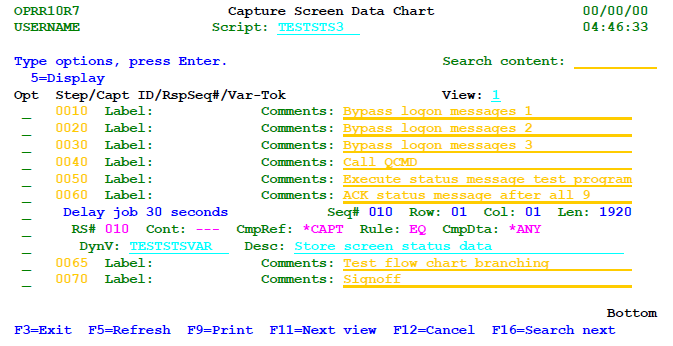 OPRR10R7 Capture Screen Data Chart 00/00/00
USERNAME Script: TESTSTS3 04:46:33
Type options, press Enter. Search content:
5=Display
Opt Step/Capt ID/RspSeq#/Var-Tok View: 1
_ 0010 Label: Comments: Bypass logon messages 1
_ 0020 Label: Comments: Bypass logon messages 2
_ 0030 Label: Comments: Bypass logon messages 3
_ 0040 Label: Comments: Call QCMD
_ 0050 Label: Comments: Execute status message test program
_ 0060 Label: Comments: ACK status message after all 9
_ Delay job 30 seconds Seq# 010 Row: 01 Col: 01 Len: 1920
_ RS# 010 Cont: --- CmpRef: *CAPT Rule: EQ CmpDta: *ANY
_ DynV: TESTSTSVAR Desc: Store screen status data
_ 0065 Label: Comments: Test flow chart branching
_ 0070 Label: Comments: Signoff
Bottom
F3=Exit F5=Refresh F9=Print F11=Next view F12=Cancel F16=Search next